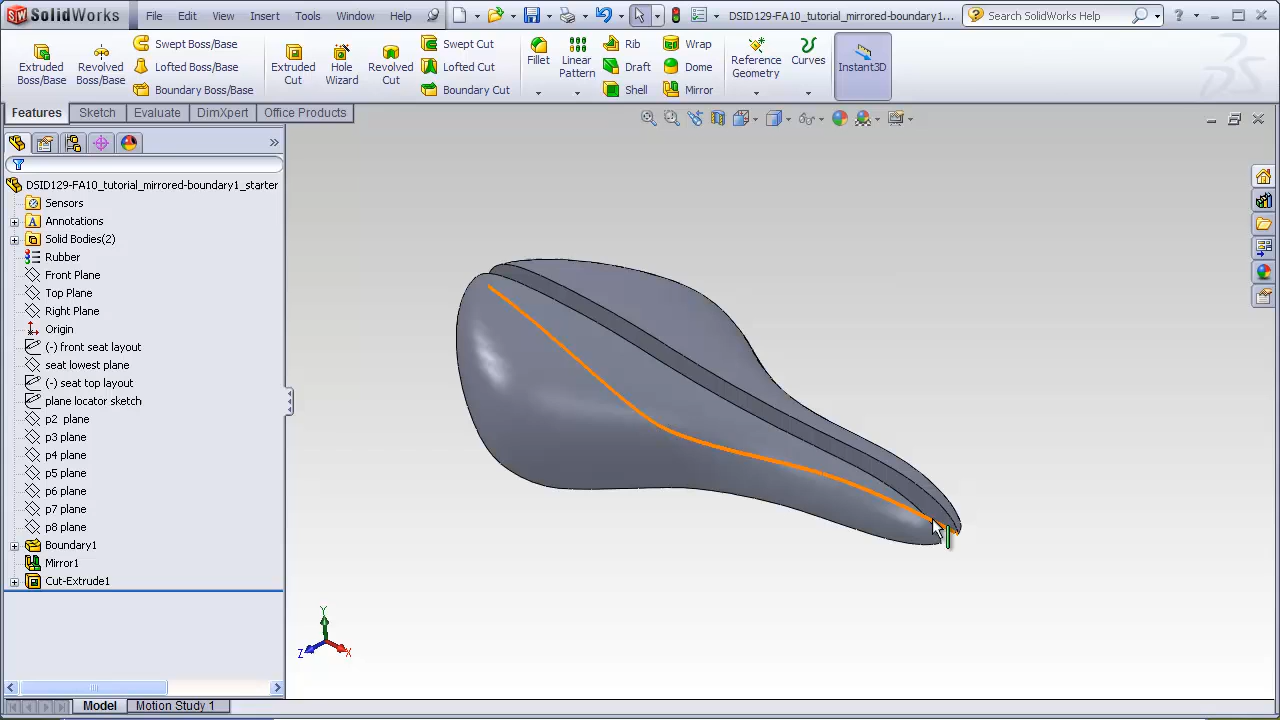 SolidWorks File Edit View Insert Tools Window Help DSID129-FA10_tutorial_mirrored-boundary1... Search SolidWorks Help
Extruded Boss/Base
Revolved Boss/Base
Swept Boss/Base
Lofted Boss/Base
Boundary Boss/Base
Extruded Cut
Hole Wizard
Revolved Cut
Swept Cut
Lofted Cut
Boundary Cut
Fillet
Linear Pattern
Rib
Draft
Shell
Wrap
Dome
Mirror
Reference Geometry
Curves
Instant3D
Features Sketch Evaluate DimXpert Office Products
DSID129-FA10_tutorial_mirrored-boundary1_starter
Sensors
Annotations
Solid Bodies(2)
Rubber
Front Plane
Top Plane
Right Plane
Origin
(-) front seat layout
seat lowest plane
(-) seat top layout
plane locator sketch
p2 plane
p3 plane
p4 plane
p5 plane
p6 plane
p7 plane
p8 plane
Boundary1
Mirror1
Cut-Extrude1
Y
Z X
Model Motion Study 1